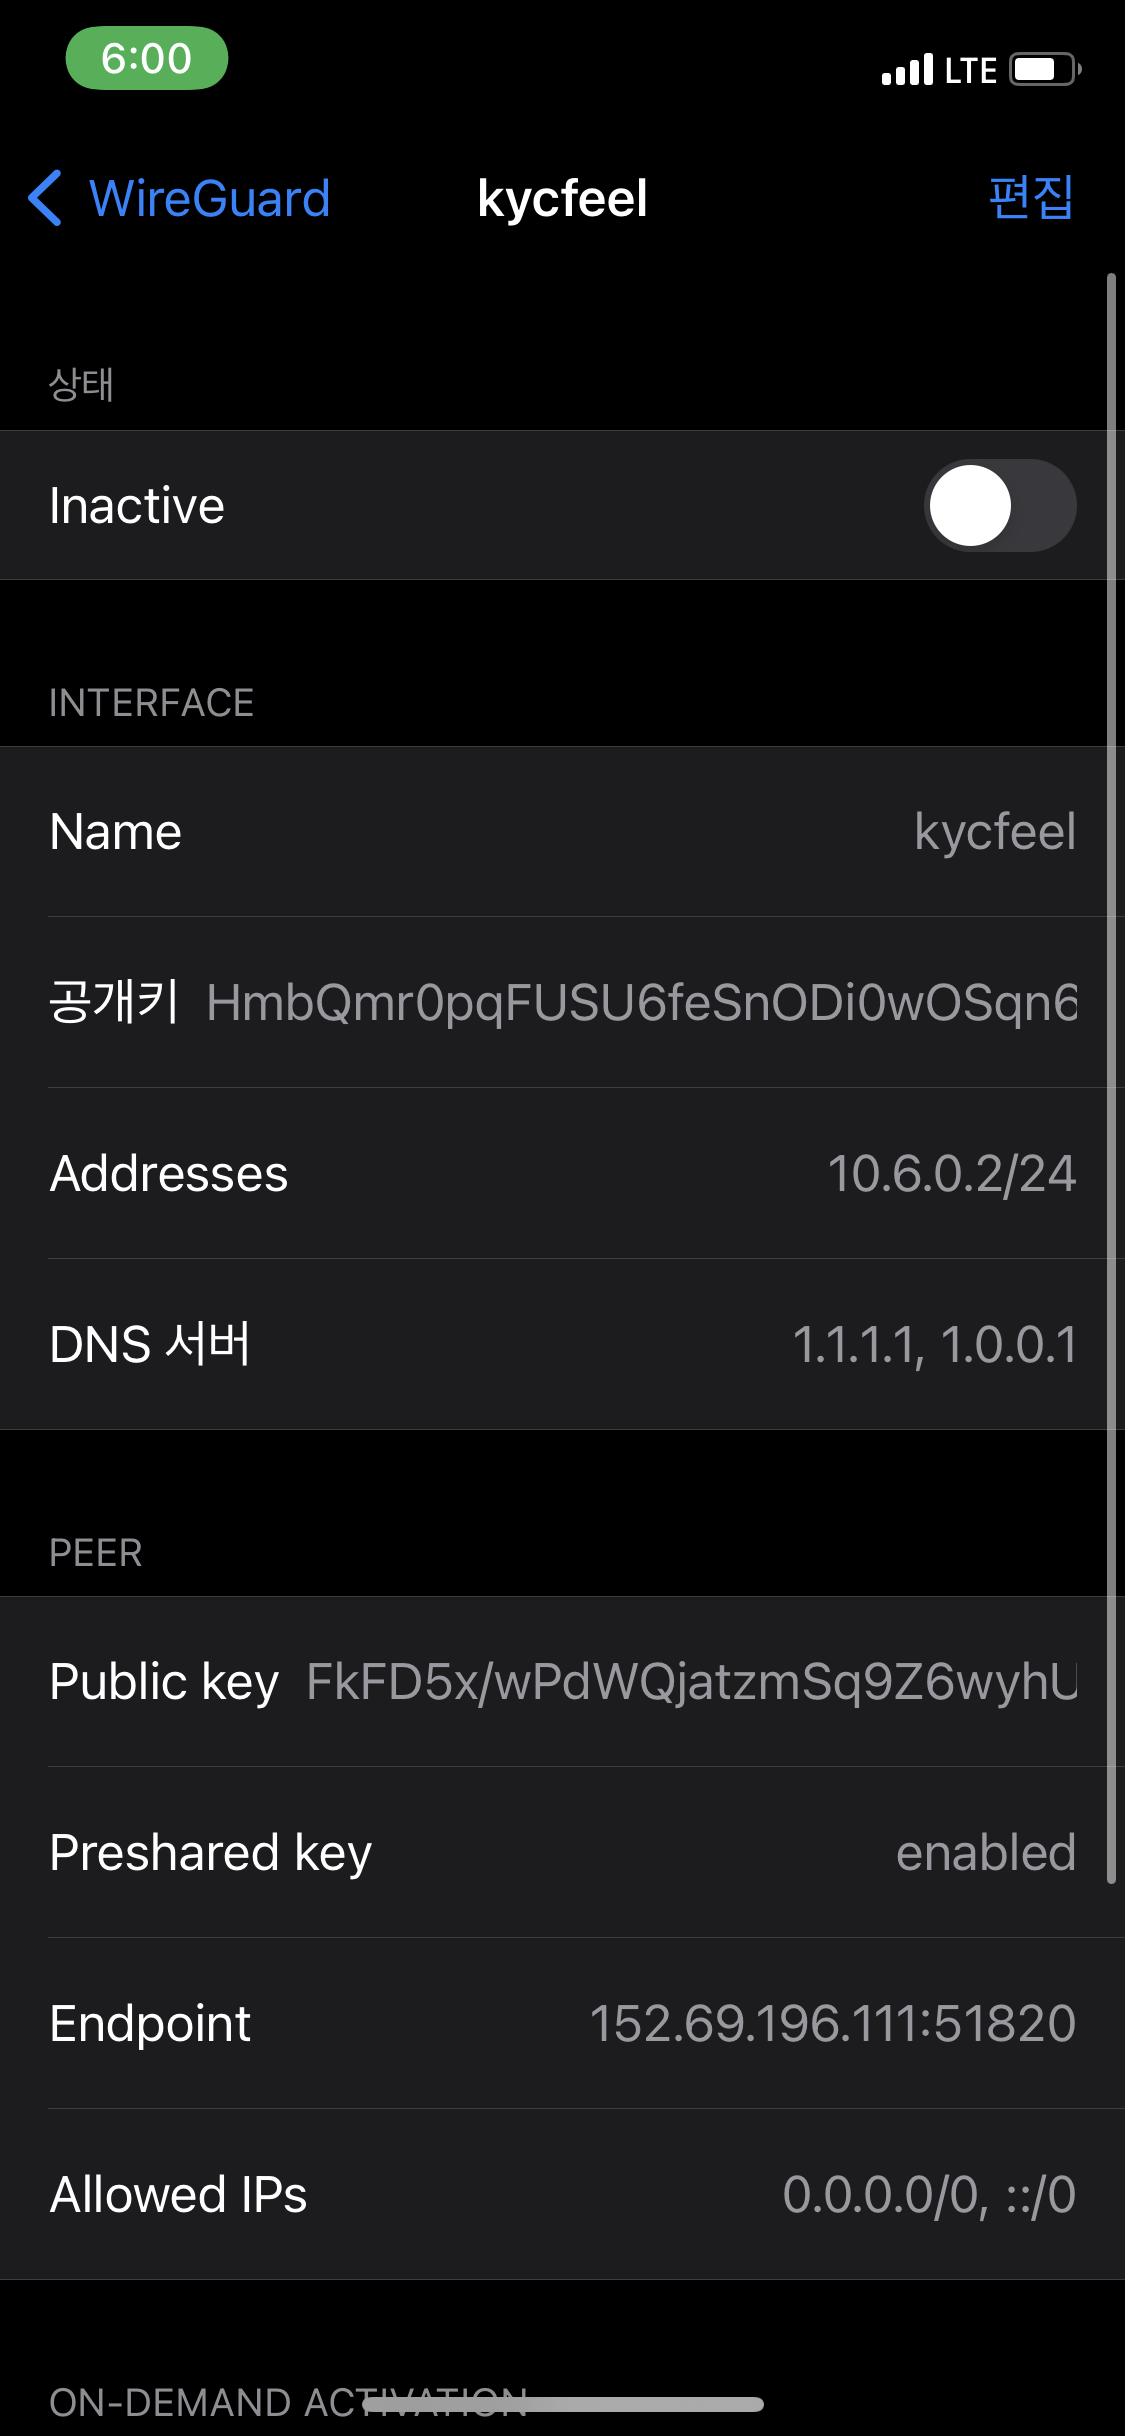 6:00
LTE
WireGuard
kycfeel
편집
상태
Inactive
INTERFACE
Name kycfeel
공개키 HmbQmr0pqFUSU6feSnODi0wOSqn6
Addresses 10.6.0.2/24
DNS 서버 1.1.1.1, 1.0.0.1
PEER
Public key FkFD5x/wPdWQjatzmSq9Z6wyhU
Preshared key enabled
Endpoint 152.69.196.111:51820
Allowed IPs 0.0.0.0/0, ::/0
ON-DEMAND ACTIVATION